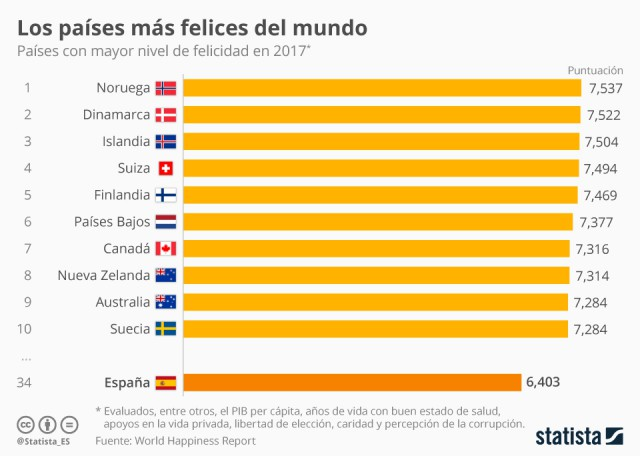 Los países más felices del mundo
Países con mayor nivel de felicidad en 2017*
Puntuación
1 Noruega 7,537
2 Dinamarca 7,522
3 Islandia 7,504
4 Suiza 7,494
5 Finlandia 7,469
6 Países Bajos 7,377
7 Canadá 7,316
8 Nueva Zelanda 7,314
9 Australia 7,284
10 Suecia 7,284
...
34 España 6,403
* Evaluados, entre otros, el PIB per cápita, años de vida con buen estado de salud,
apoyos en la vida privada, libertad de elección, caridad y percepción de la corrupción.
@Statista_ES Fuente: World Happiness Report
statista